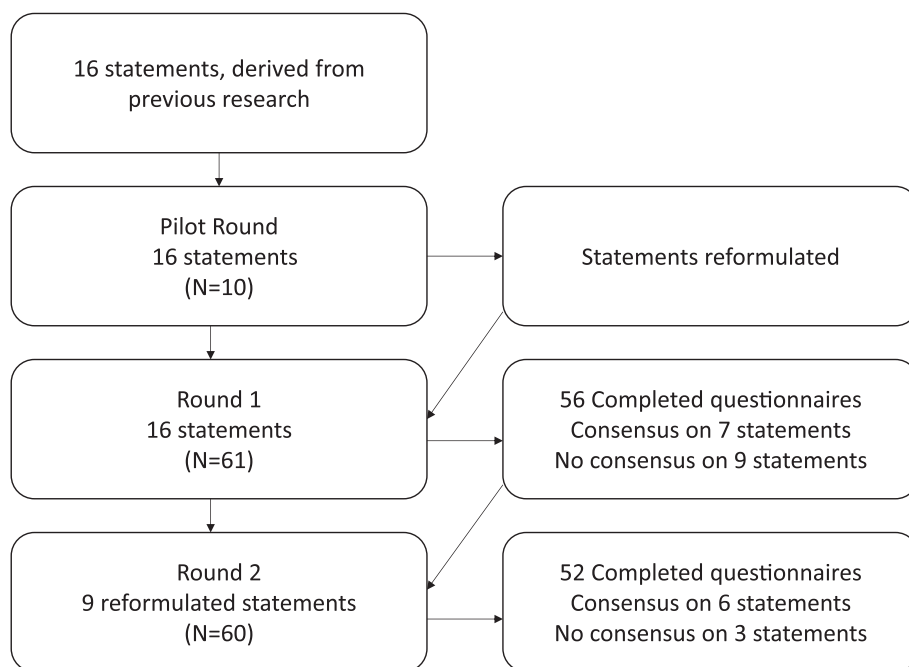 16 statements, derived from
previous research
Pilot Round
16 statements
(N=10)
Statements reformulated
Round 1
16 statements
(N=61)
56 Completed questionnaires
Consensus on 7 statements
No consensus on 9 statements
Round 2
9 reformulated statements
(N=60)
52 Completed questionnaires
Consensus on 6 statements
No consensus on 3 statements